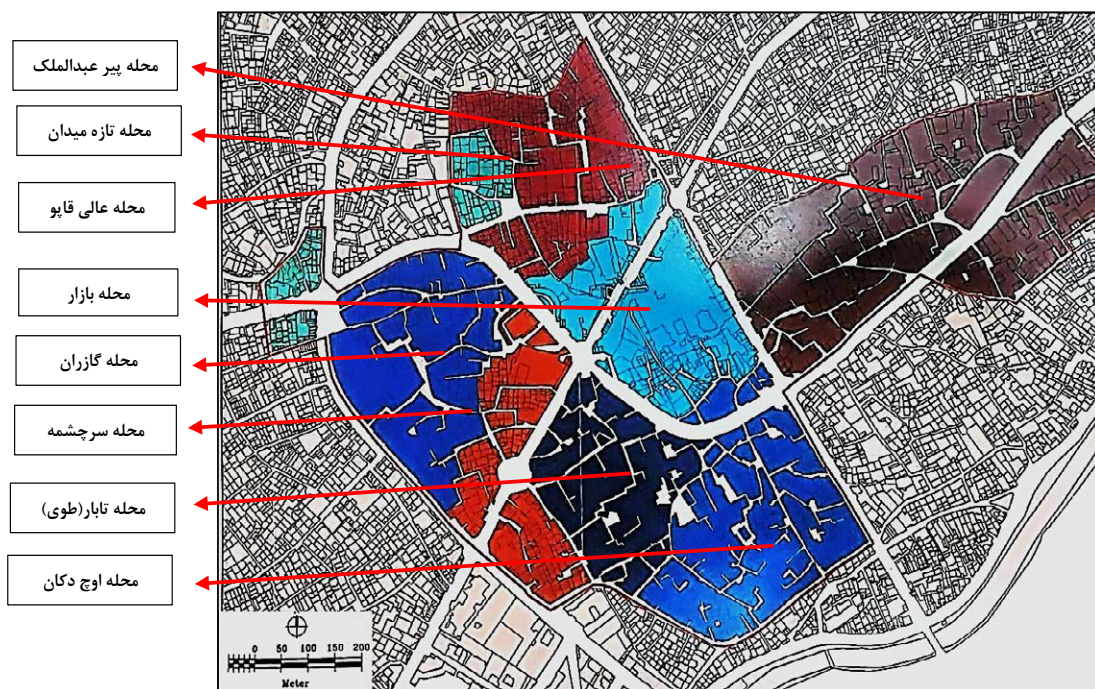 محله پیر عبدالملک
محله تازه میدان
محله عالی قاپو
محله بازار
محله گازران
محله سرچشمه
محله تابار(طوی)
محله اوچ دکان
0 50 100 150 200
Meter